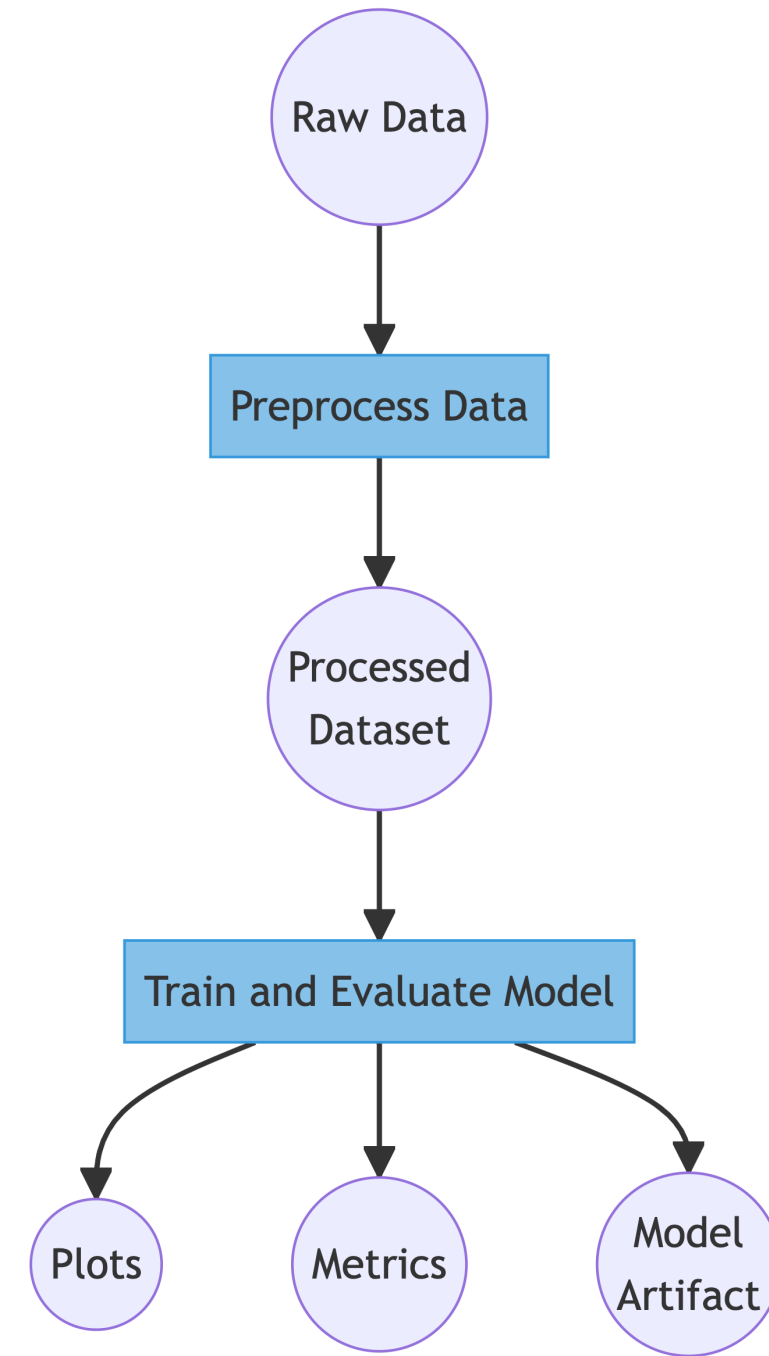 Raw Data
Preprocess Data
Processed
Dataset
Train and Evaluate Model
Plots
Metrics
Model
Artifact